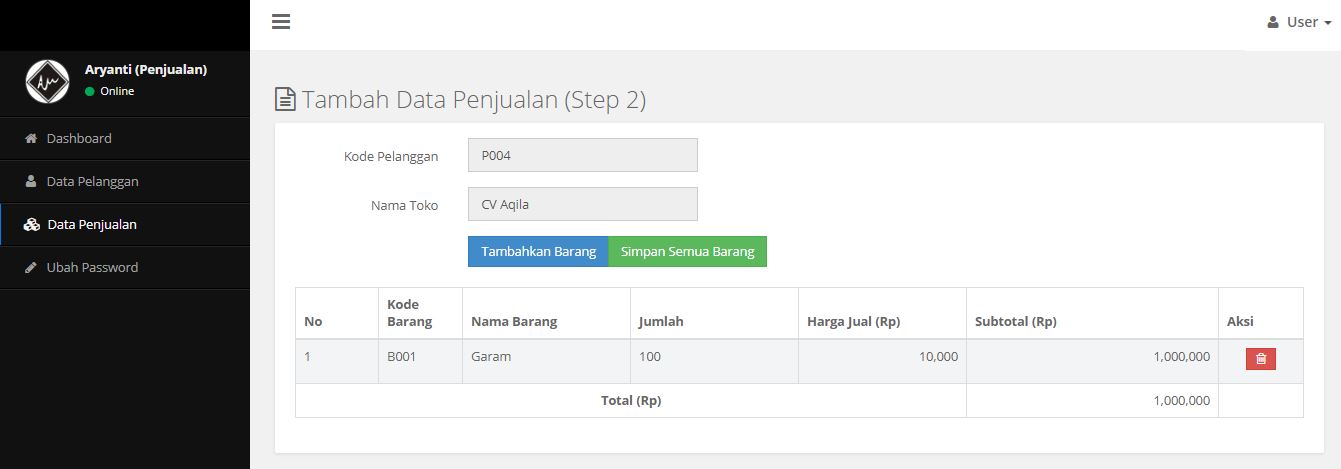 User
Aryanti (Penjualan)
Online
Dashboard
Data Pelanggan
Data Penjualan
Ubah Password
Tambah Data Penjualan (Step 2)
Kode Pelanggan P004
Nama Toko CV Aqila
Tambahkan Barang Simpan Semua Barang
No Kode Barang Nama Barang Jumlah Harga Jual (Rp) Subtotal (Rp) Aksi
1 B001 Garam 100 10,000 1,000,000
Total (Rp) 1,000,000